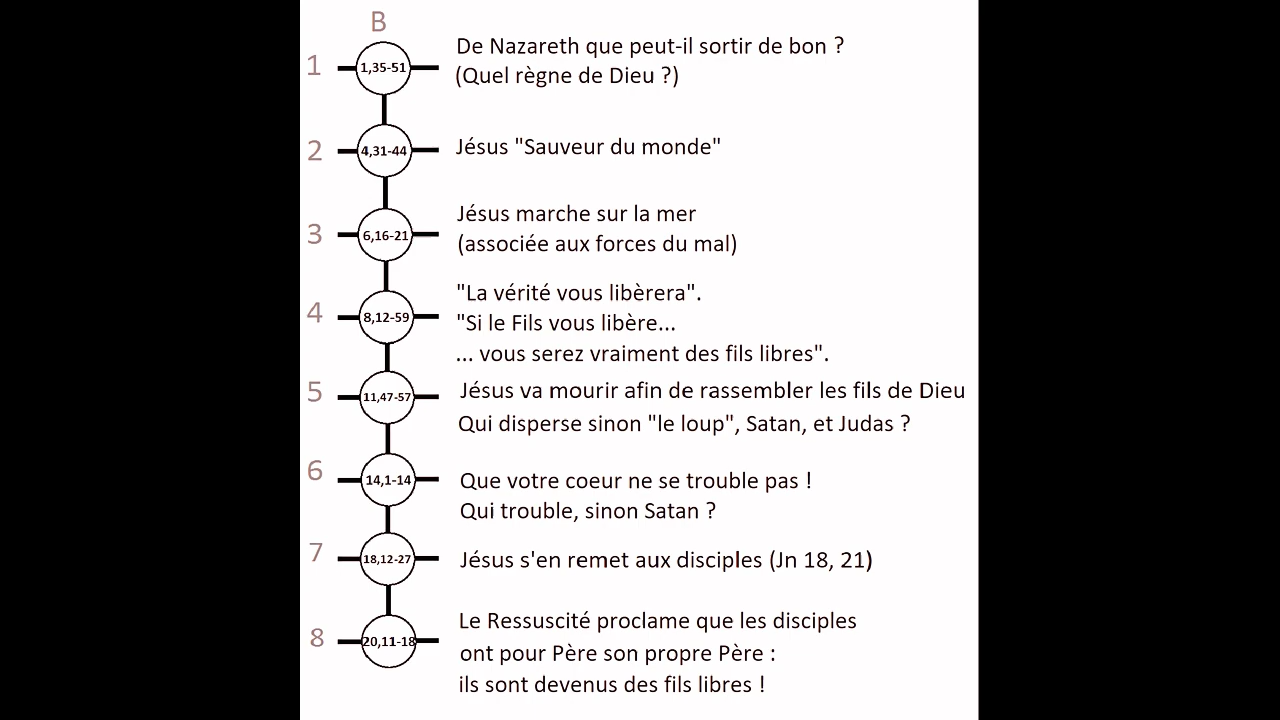 B
1 1,35-51 De Nazareth que peut-il sortir de bon ?
(Quel règne de Dieu ?)
2 4,31-44 Jésus "Sauveur du monde"
3 6,16-21 Jésus marche sur la mer
(associée aux forces du mal)
4 8,12-59 "La vérité vous libèrera".
"Si le Fils vous libère...
... vous serez vraiment des fils libres".
5 11,47-57 Jésus va mourir afin de rassembler les fils de Dieu
Qui disperse sinon "le loup", Satan, et Judas ?
6 14,1-14 Que votre coeur ne se trouble pas !
Qui trouble, sinon Satan ?
7 18,12-27 Jésus s'en remet aux disciples (Jn 18, 21)
8 20,11-18 Le Ressuscité proclame que les disciples
ont pour Père son propre Père :
ils sont devenus des fils libres !